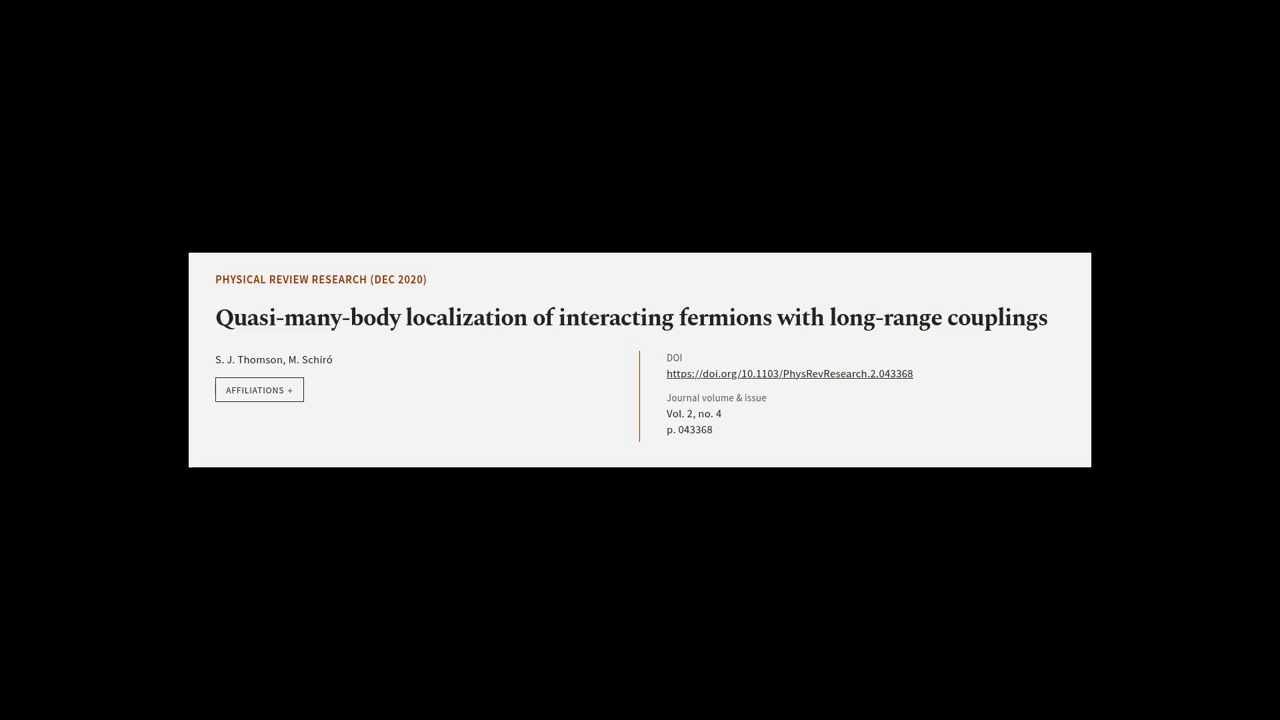 PHYSICAL REVIEW RESEARCH (DEC 2020)
Quasi-many-body localization of interacting fermions with long-range couplings
S. J. Thomson, M. Schiró
AFFILIATIONS +
DOI
https://doi.org/10.1103/PhysRevResearch.2.043368
Journal volume & issue
Vol. 2, no. 4
p. 043368